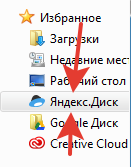 Избранное
Загрузки
Недавние мест
Рабочий стол
Яндекс.Диск
Google Диск
Creative Cloud